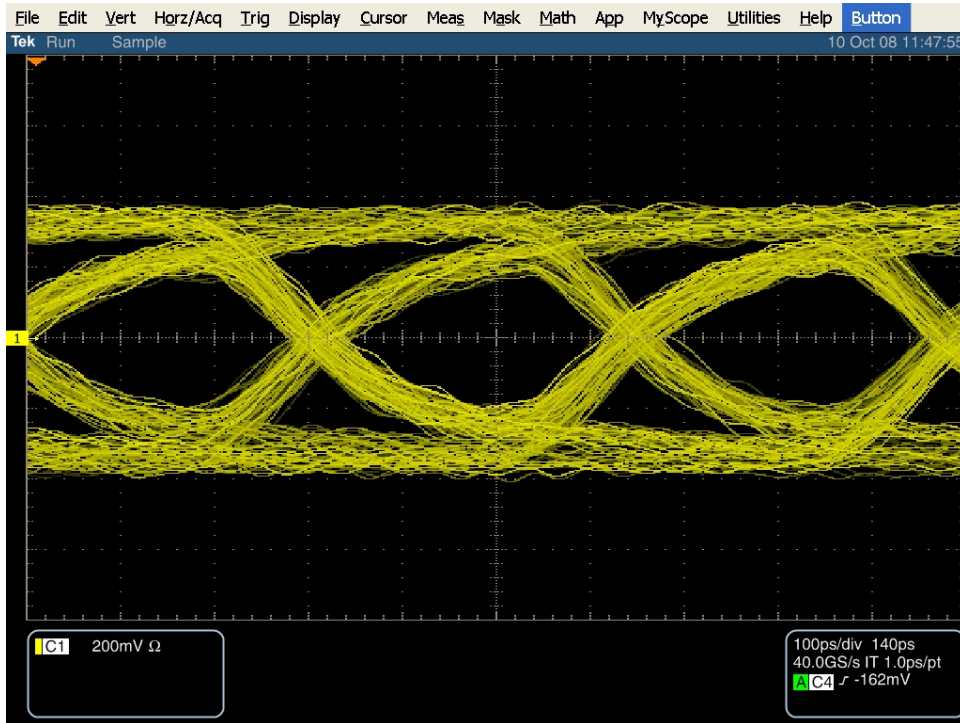 File Edit Vert Horz/Acq Trig Display Cursor Meas Mask Math App MyScope Utilities Help Button
Tek Run Sample 10 Oct 08 11:47:55
1
C1 200mV Ω
100ps/div 140ps
40.0GS/s IT 1.0ps/pt
A C4 -162mV